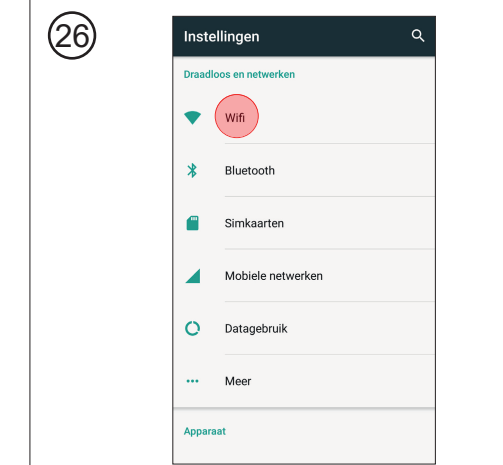 26
Instellingen
Draadloos en netwerken
Wifi
Bluetooth
Simkaarten
Mobiele netwerken
Datagebruik
Meer
Apparaat